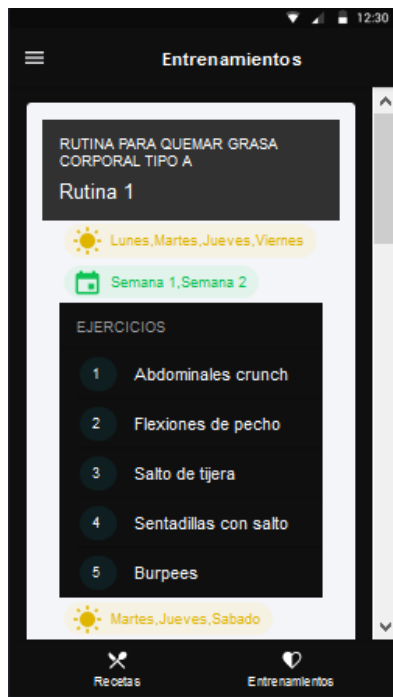 12:30
Entrenamientos
RUTINA PARA QUEMAR GRASA
CORPORAL TIPO A
Rutina 1
Lunes,Martes,Jueves,Viernes
Semana 1,Semana 2
EJERCICIOS
1 Abdominales crunch
2 Flexiones de pecho
3 Salto de tijera
4 Sentadillas con salto
5 Burpees
Martes,Jueves,Sabado
Recetas Entrenamientos